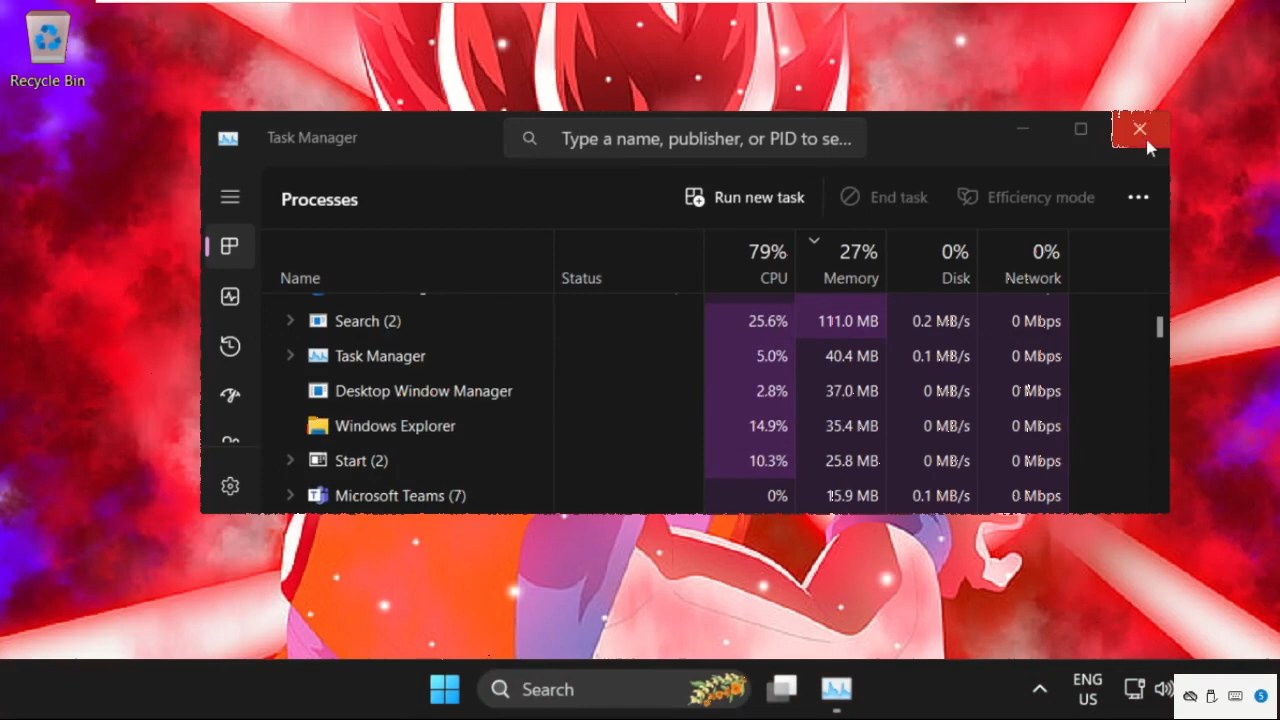 Recycle Bin
Task Manager
Type a name, publisher, or PID to se...
Processes
Run new task
End task
Efficiency mode
79% 27% 0% 0%
Name Status CPU Memory Disk Network
Search (2) 25.6% 111.0 MB 0.2 MB/s 0 Mbps
Task Manager 5.0% 40.4 MB 0.1 MB/s 0 Mbps
Desktop Window Manager 2.8% 37.0 MB 0 MB/s 0 Mbps
Windows Explorer 14.9% 35.4 MB 0 MB/s 0 Mbps
Start (2) 10.3% 25.8 MB 0 MB/s 0 Mbps
Microsoft Teams (7) 0% 15.9 MB 0.1 MB/s 0 Mbps
Search
ENG
US
5